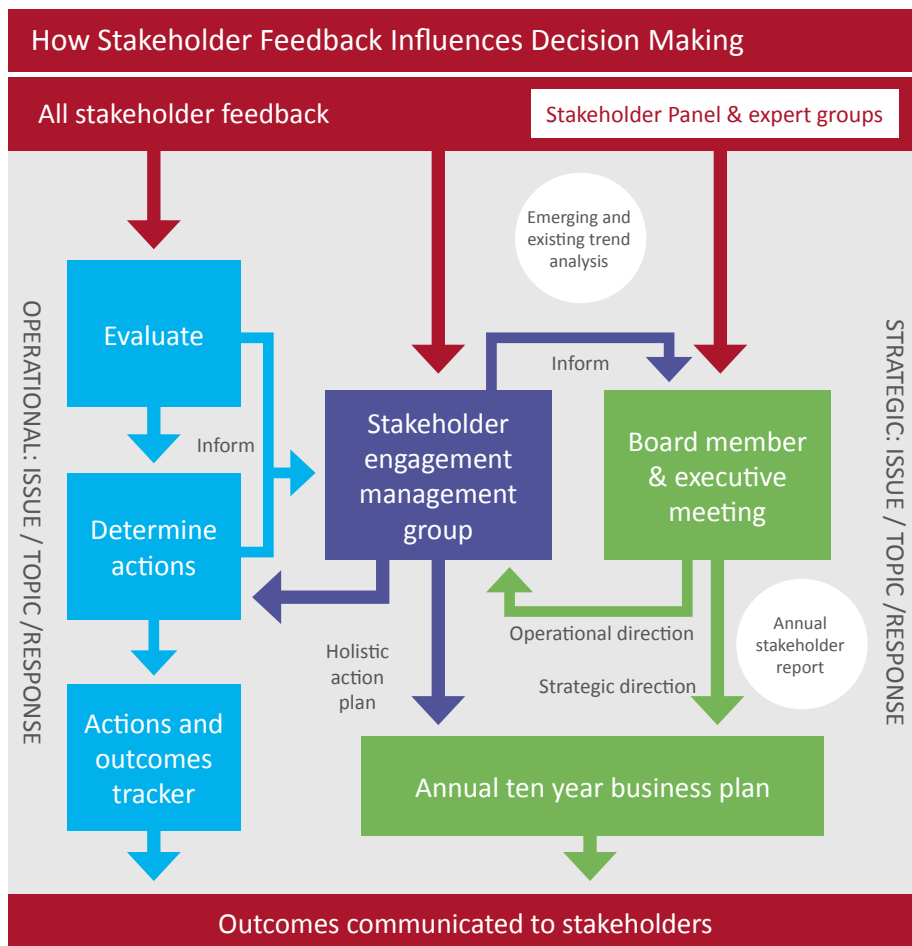 How Stakeholder Feedback Influences Decision Making
All stakeholder feedback
Stakeholder Panel & expert groups
Emerging and
existing trend
analysis
OPERATIONAL: ISSUE / TOPIC /RESPONSE
STRATEGIC: ISSUE / TOPIC /RESPONSE
Evaluate
Inform
Inform
Stakeholder
engagement
management
group
Board member
& executive
meeting
Determine
actions
Operational direction
Annual
stakeholder
report
Holistic
action
plan
Strategic direction
Actions and
outcomes
tracker
Annual ten year business plan
Outcomes communicated to stakeholders